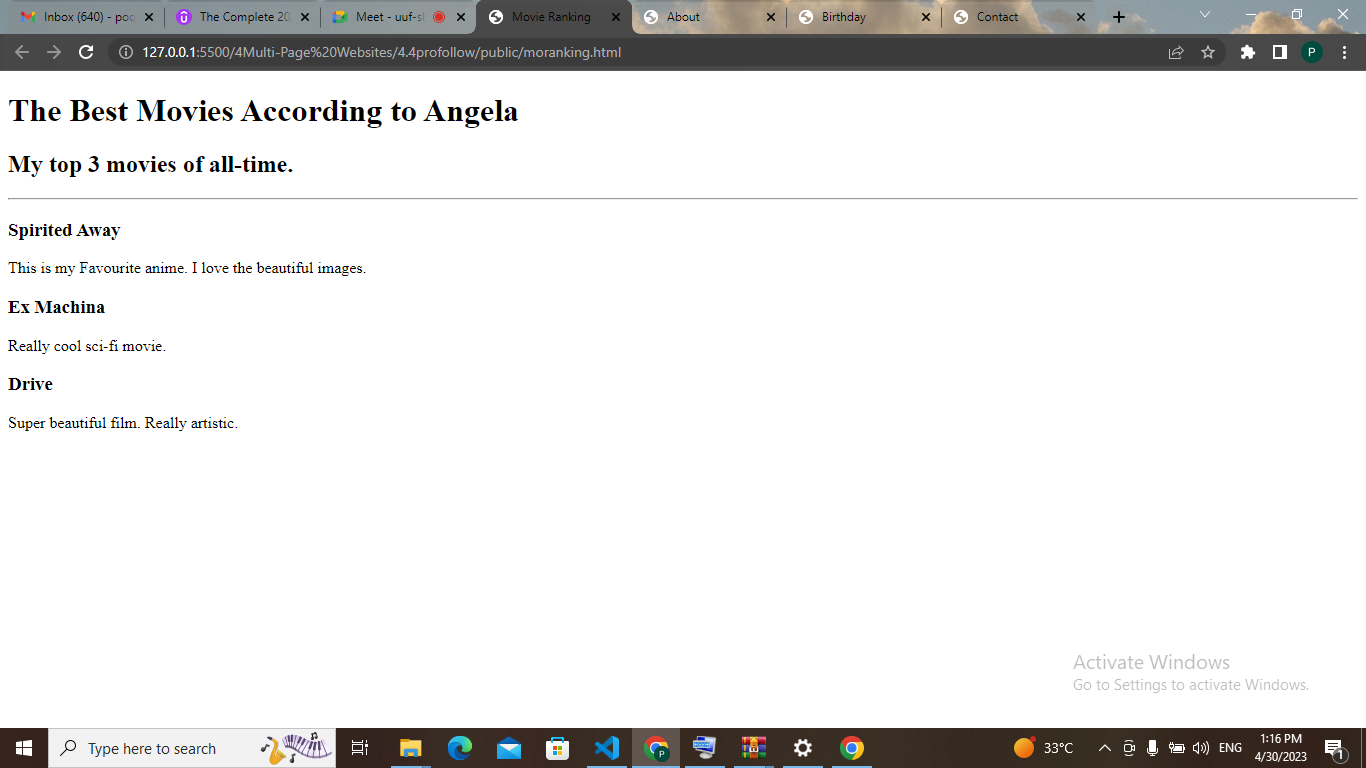 Inbox (640) - poo
The Complete 20
Meet - uuf-sl
Movie Ranking
About
Birthday
Contact
127.0.0.1:5500/4Multi-Page%20Websites/4.4profollow/public/moranking.html
P
The Best Movies According to Angela
My top 3 movies of all-time.
Spirited Away
This is my Favourite anime. I love the beautiful images.
Ex Machina
Really cool sci-fi movie.
Drive
Super beautiful film. Really artistic.
Activate Windows
Go to Settings to activate Windows.
Type here to search
P
33°C
ENG
1:16 PM
4/30/2023
1